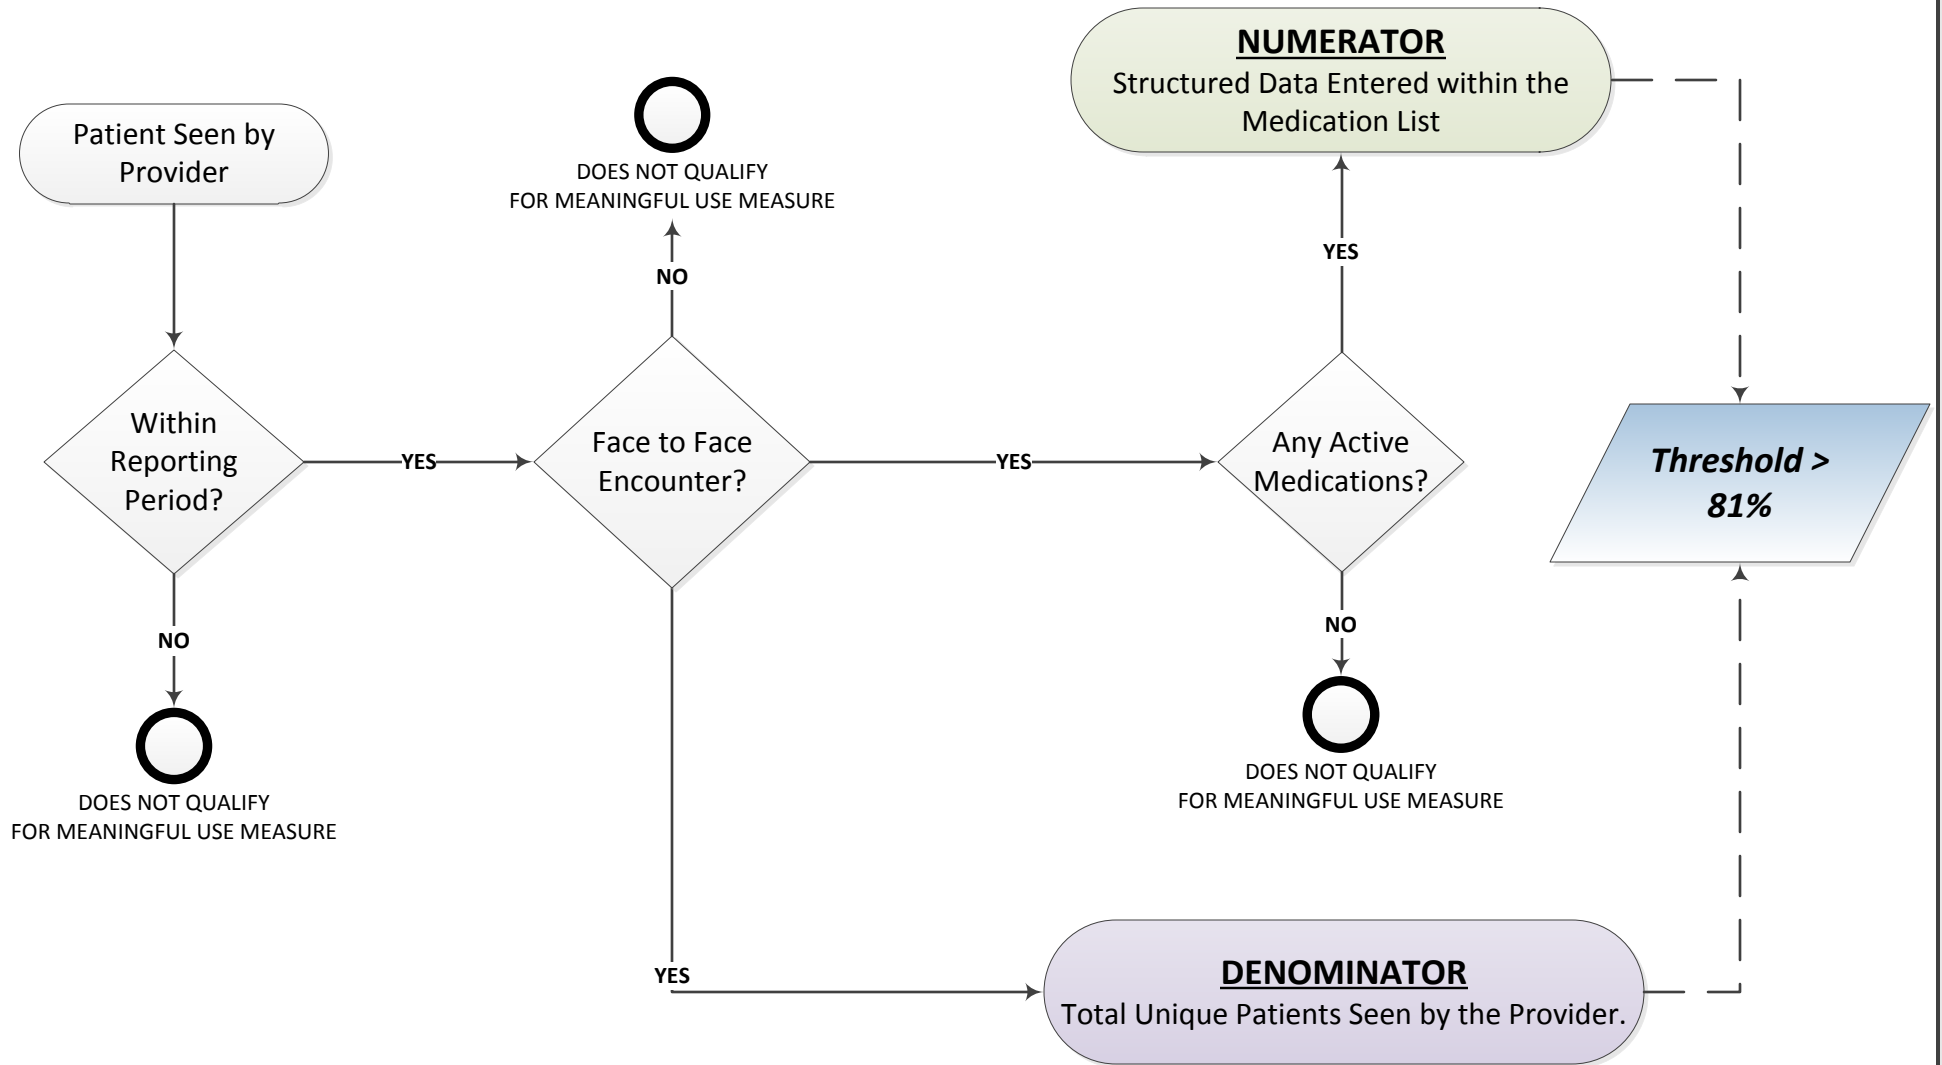 Patient Seen by
Provider
DOES NOT QUALIFY
FOR MEANINGFUL USE MEASURE
NO
NUMERATOR
Structured Data Entered within the
Medication List
YES
Within
Reporting
Period?
YES
Face to Face
Encounter?
YES
Any Active
Medications?
Threshold >
81%
NO
DOES NOT QUALIFY
FOR MEANINGFUL USE MEASURE
NO
DOES NOT QUALIFY
FOR MEANINGFUL USE MEASURE
YES
DENOMINATOR
Total Unique Patients Seen by the Provider.